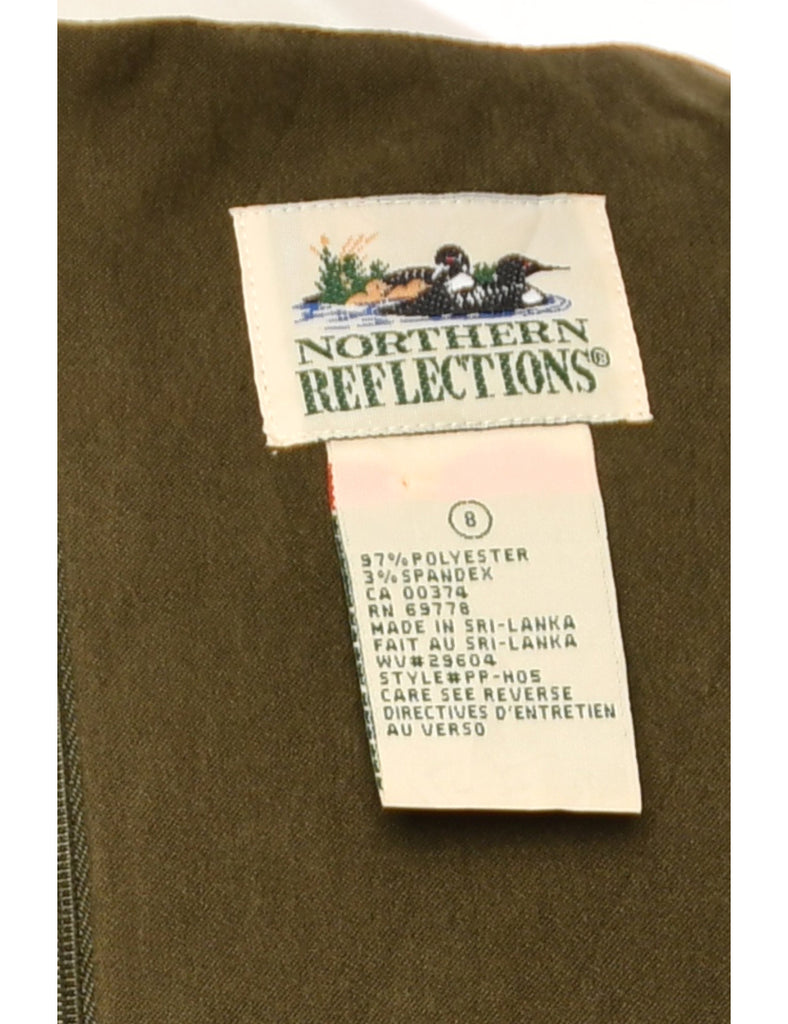 NORTHERN
REFLECTIONS®
8
97% POLYESTER
3% SPANDEX
CA 00374
RN 69778
MADE IN SRI-LANKA
FAIT AU SRI-LANKA
WV#29604
STYLE#PP-H05
CARE SEE REVERSE
DIRECTIVES D'ENTRETIEN
AU VERSO